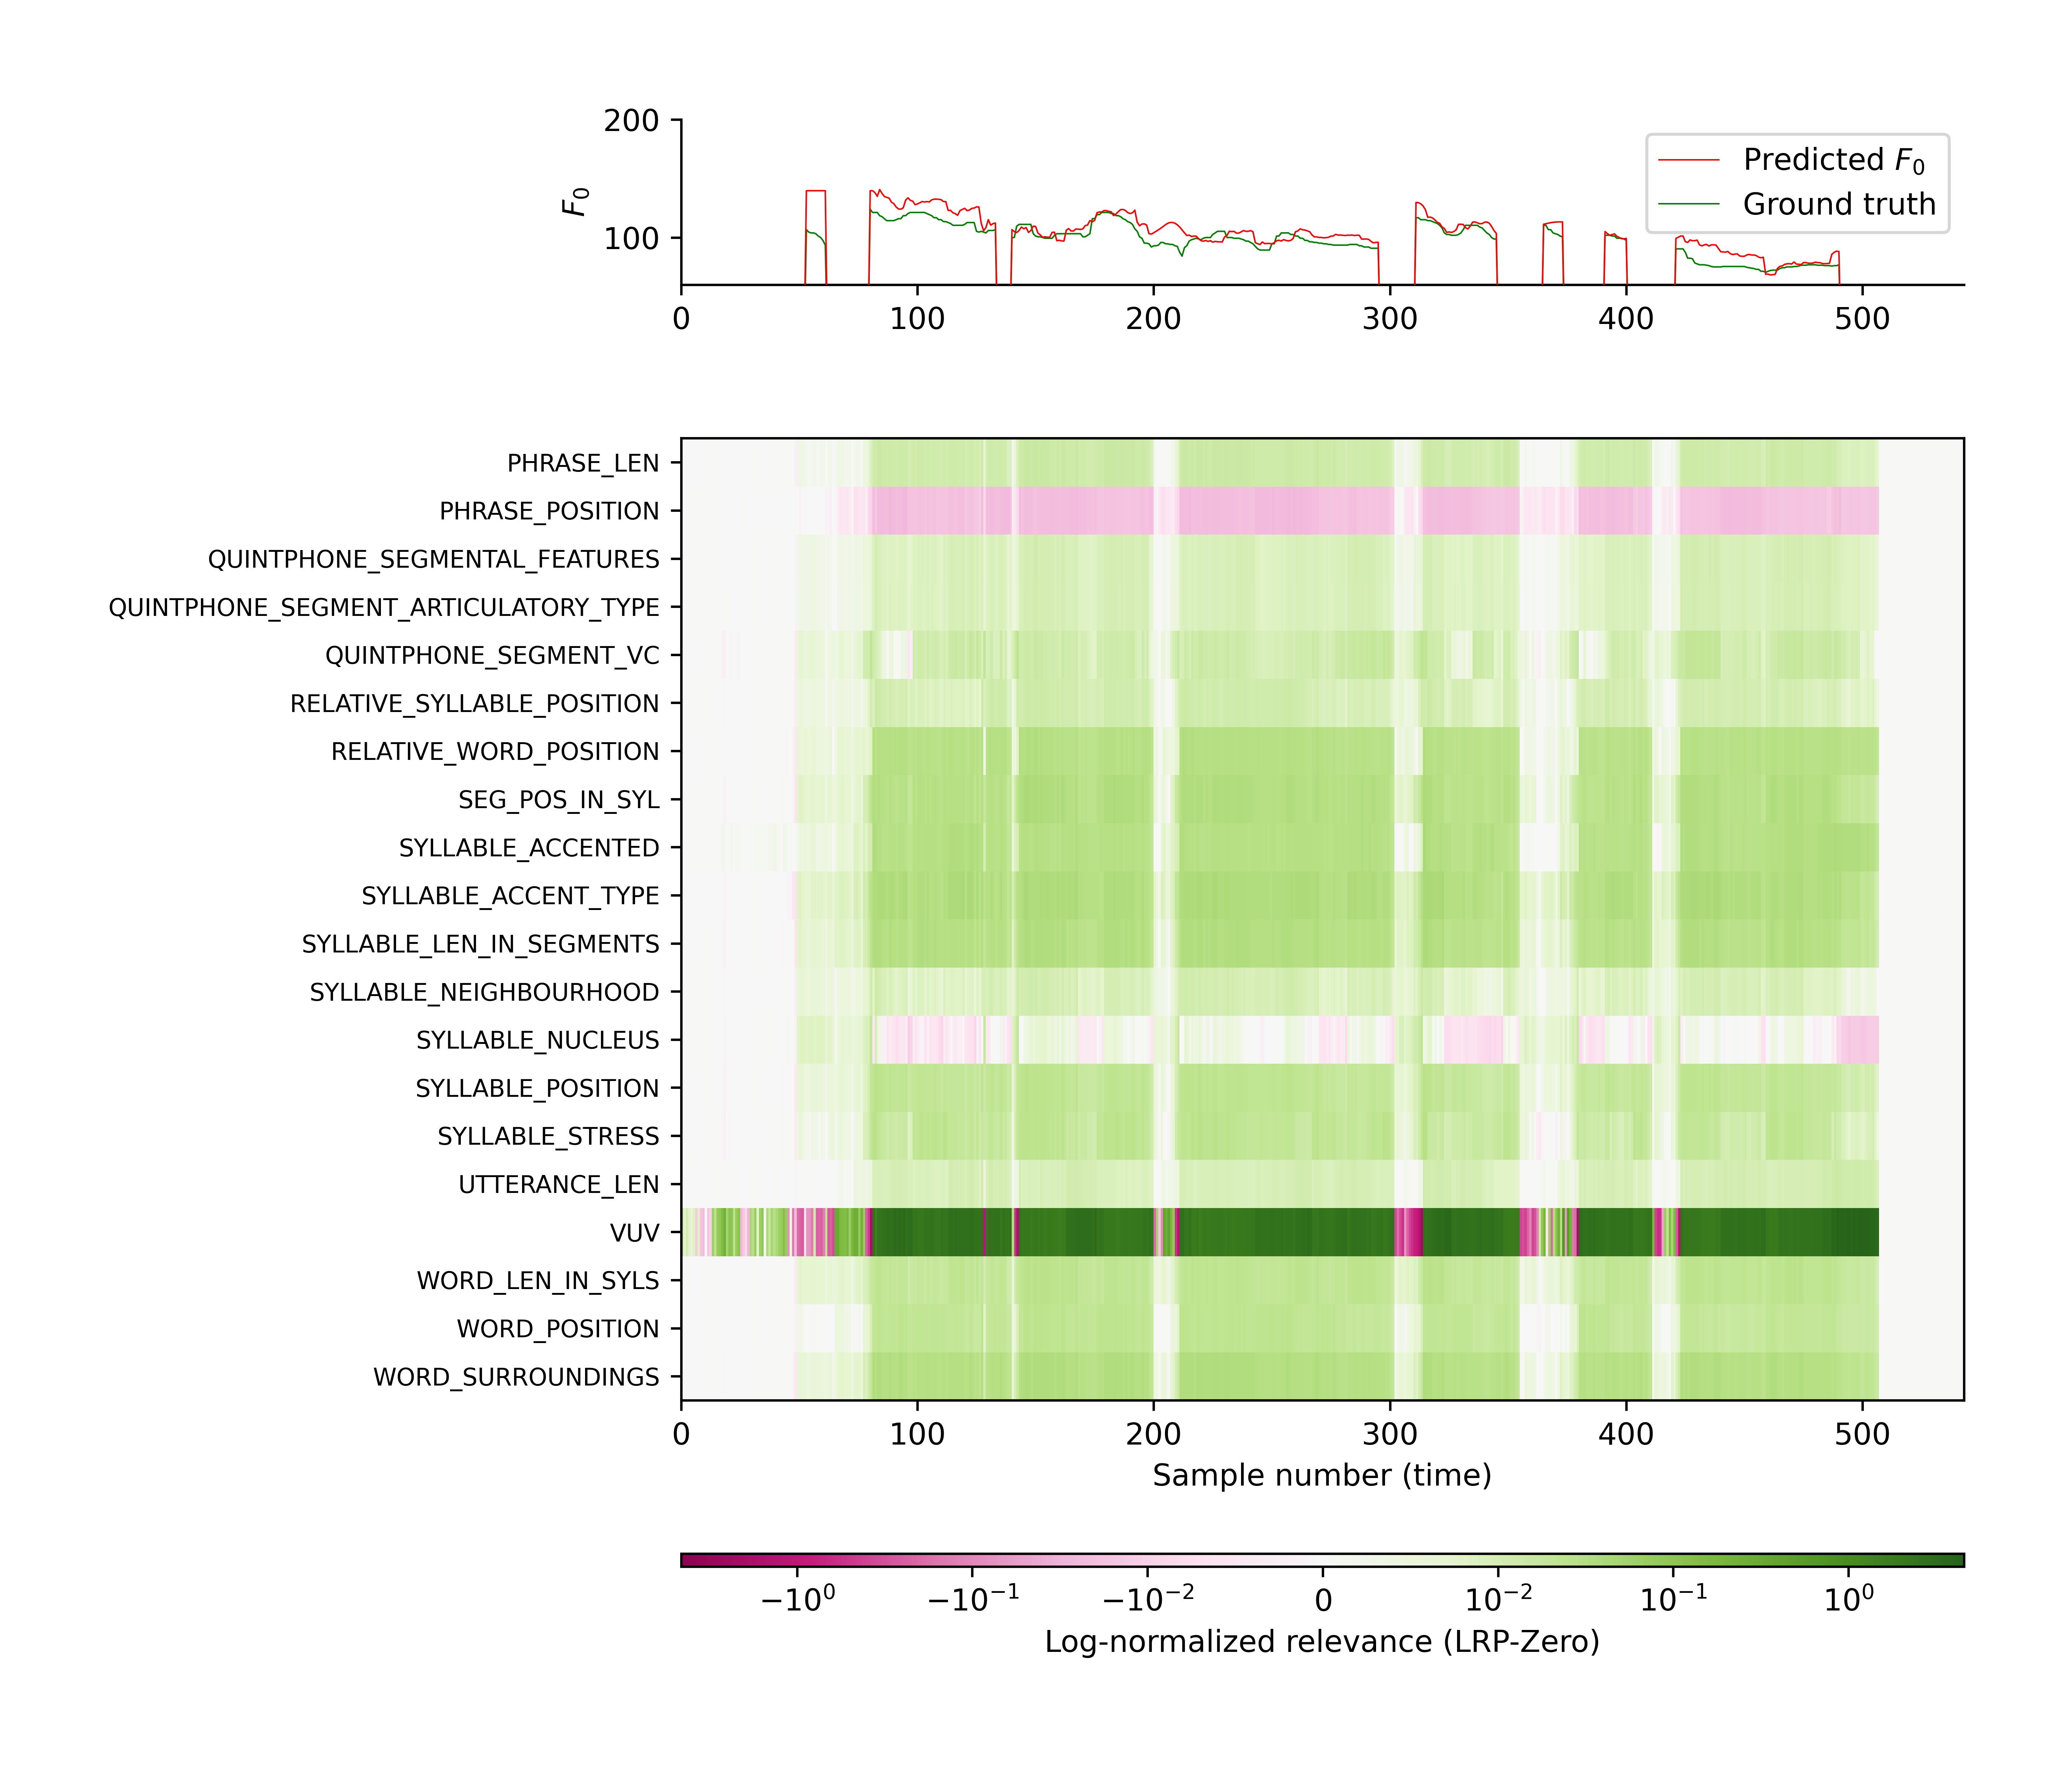 200
100
F₀
Predicted F₀
Ground truth
0 100 200 300 400 500
PHRASE_LEN
PHRASE_POSITION
QUINTPHONE_SEGMENTAL_FEATURES
QUINTPHONE_SEGMENT_ARTICULATORY_TYPE
QUINTPHONE_SEGMENT_VC
RELATIVE_SYLLABLE_POSITION
RELATIVE_WORD_POSITION
SEG_POS_IN_SYL
SYLLABLE_ACCENTED
SYLLABLE_ACCENT_TYPE
SYLLABLE_LEN_IN_SEGMENTS
SYLLABLE_NEIGHBOURHOOD
SYLLABLE_NUCLEUS
SYLLABLE_POSITION
SYLLABLE_STRESS
UTTERANCE_LEN
VUV
WORD_LEN_IN_SYLS
WORD_POSITION
WORD_SURROUNDINGS
0 100 200 300 400 500
Sample number (time)
−10⁰ −10⁻¹ −10⁻² 0 10⁻² 10⁻¹ 10⁰
Log-normalized relevance (LRP-Zero)